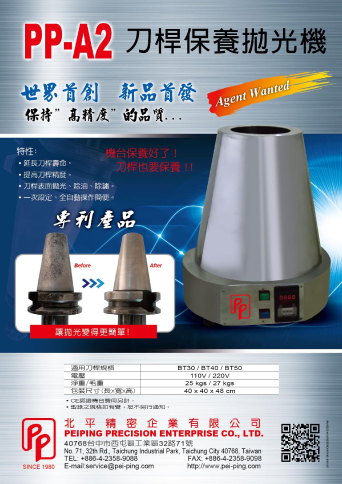 PP-A2 刀桿保養拋光機
世界首創 新品首發
Agent Wanted
保持"高精度"的品質...
特性:
•延長刀桿壽命。
•提高刀桿精度。
•刀桿表面拋光、除油、除鏽。
•一次設定、全自動操作簡便。
機台保養好了！
刀桿也要保養！！
專利產品
Before
After
讓拋光變得更簡單!
PP
適用刀桿規格 BT30 / BT40 / BT50
電壓 110V / 220V
淨重/毛重 25 kgs / 27 kgs
包裝尺寸(長x寬x高) 40 x 40 x 48 cm
PP
SINCE 1980
北平精密企業有限公司
PEIPING PRECISION ENTERPRISE CO., LTD.
40768台中市西屯區工業區32路71號
No. 71, 32th Rd., Taichung Industrial Park, Taichung City 40768, Taiwan
TEL: +886-4-2358-9088 FAX: +886-4-2358-9098
E-mail:service@pei-ping.com http://www.pei-ping.com